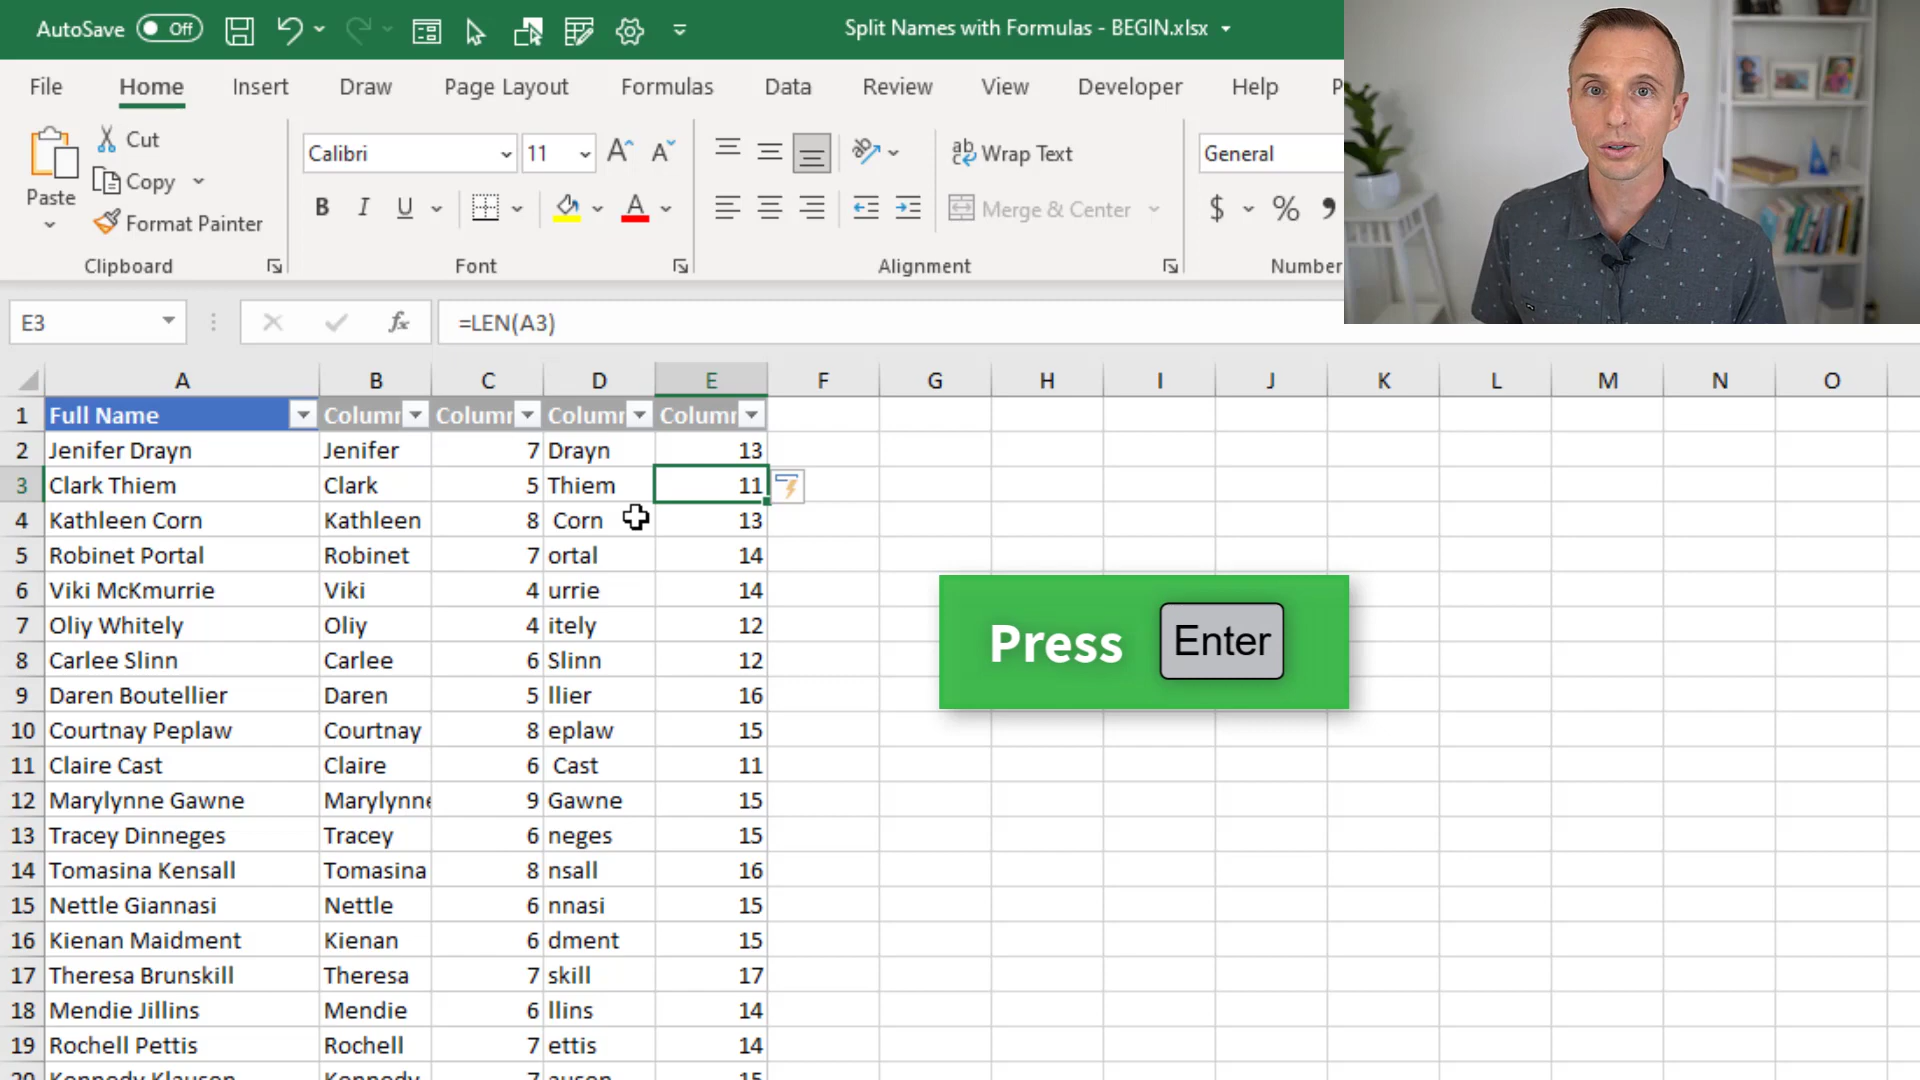 AutoSave Off Split Names with Formulas - BEGIN.xlsx
File Home Insert Draw Page Layout Formulas Data Review View Developer Help P
Paste
Cut
Copy
Format Painter
Calibri 11
B I U A
ab Wrap Text
Merge & Center
General
$ % ,
Clipboard Font Alignment Number
E3 fx =LEN(A3)
A B C D E F G H I J K L M N O
1 Full Name Column Column Column Column
2 Jenifer Drayn Jenifer 7 Drayn 13
3 Clark Thiem Clark 5 Thiem 11
4 Kathleen Corn Kathleen 8 Corn 13
5 Robinet Portal Robinet 7 ortal 14
6 Viki McKmurrie Viki 4 urrie 14
7 Oliy Whitely Oliy 4 itely 12
8 Carlee Slinn Carlee 6 Slinn 12
9 Daren Boutellier Daren 5 llier 16
10 Courtnay Peplaw Courtnay 8 eplaw 15
11 Claire Cast Claire 6 Cast 11
12 Marylynne Gawne Marylynne 9 Gawne 15
13 Tracey Dinneges Tracey 6 neges 15
14 Tomasina Kensall Tomasina 8 nsall 16
15 Nettle Giannasi Nettle 6 nnasi 15
16 Kienan Maidment Kienan 6 dment 15
17 Theresa Brunskill Theresa 7 skill 17
18 Mendie Jillins Mendie 6 llins 14
19 Rochell Pettis Rochell 7 ettis 14
Press Enter